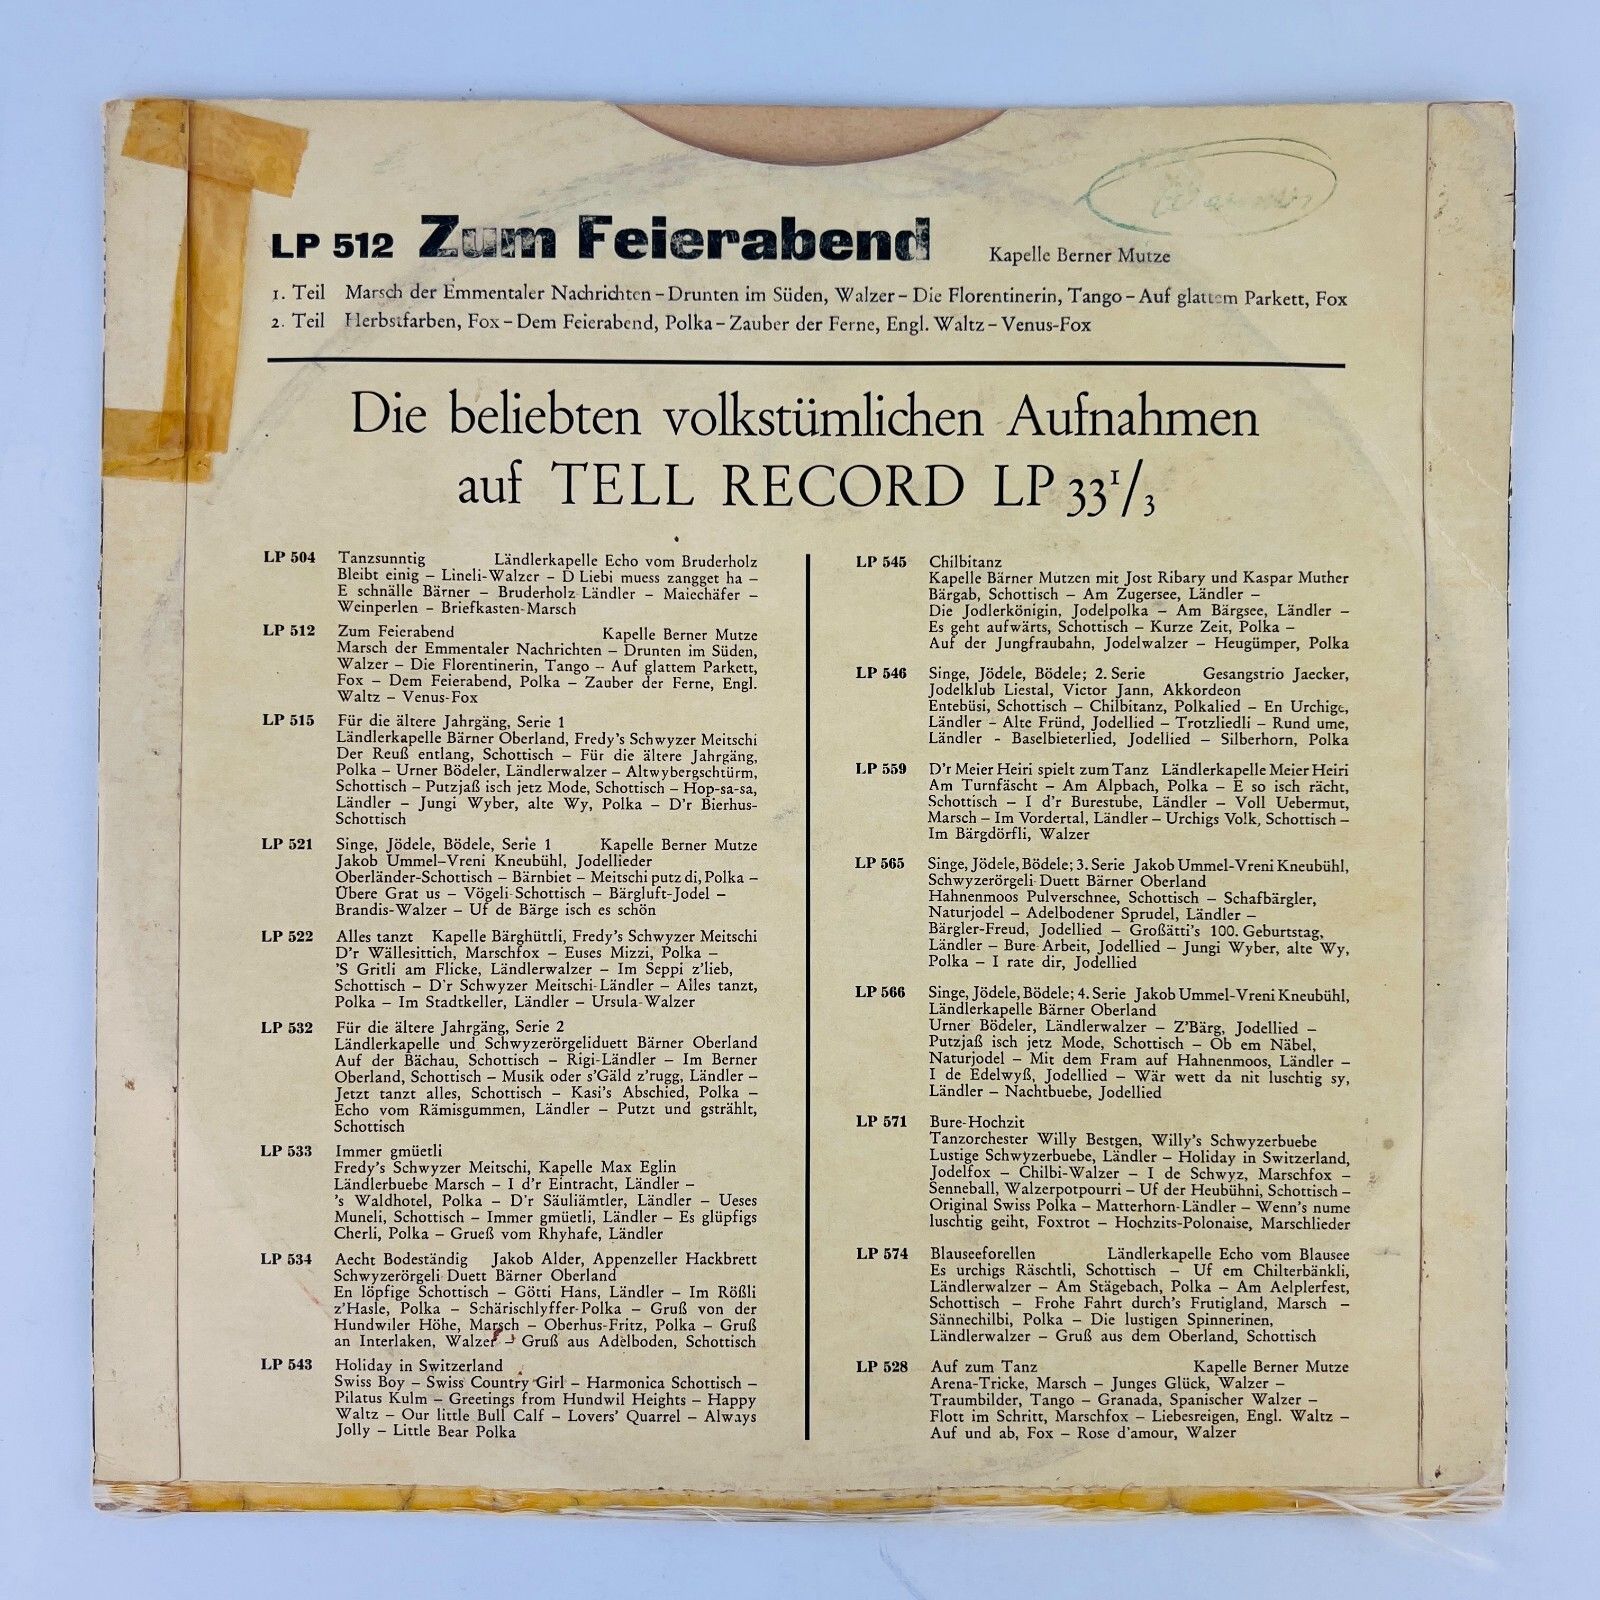 LP 512 Zum Feierabend Kapelle Berner Mutze
1. Teil Marsch der Emmentaler Nachrichten – Drunten im Süden, Walzer – Die Florentinerin, Tango – Auf glattem Parkett, Fox
2. Teil Herbstfarben, Fox – Dem Feierabend, Polka – Zauber der Ferne, Engl. Waltz – Venus-Fox
Die beliebten volkstümlichen Aufnahmen
auf TELL RECORD LP 33 1/3
LP 504 Tanzsunntig Ländlerkapelle Echo vom Bruderholz
Bleibt einig – Lineli-Walzer – D Liebi muess zangget ha –
E schnälle Bärner – Bruderholz Ländler – Maiechäfer –
Weinperlen – Briefkasten-Marsch
LP 512 Zum Feierabend Kapelle Berner Mutze
Marsch der Emmentaler Nachrichten – Drunten im Süden,
Walzer – Die Florentinerin, Tango – Auf glattem Parkett,
Fox – Dem Feierabend, Polka – Zauber der Ferne, Engl.
Waltz – Venus-Fox
LP 515 Für die ältere Jahrgäng, Serie 1
Ländlerkapelle Bärner Oberland, Fredy's Schwyzer Meitschi
Der Reuß entlang, Schottisch – Für die ältere Jahrgäng,
Polka – Urner Bödeler, Ländlerwalzer – Altwybergschtürm,
Schottisch – Putzjaß isch jetz Mode, Schottisch – Hop-sa-sa,
Ländler – Jungi Wyber, alte Wy, Polka – D'r Bierhus-
Schottisch
LP 521 Singe, Jödele, Bödele, Serie 1 Kapelle Berner Mutze
Jakob Ummel–Vreni Kneubühl, Jodellieder
Oberländer-Schottisch – Bärnbiet – Meitschi putz di, Polka –
Übere Grat us – Vögeli-Schottisch – Bärgluft-Jodel –
Brandis-Walzer – Uf de Bärge isch es schön
LP 522 Alles tanzt Kapelle Bärghüttli, Fredy's Schwyzer Meitschi
D'r Wällesittich, Marschfox – Euses Mizzi, Polka –
'S Gritli am Flicke, Ländlerwalzer – Im Seppi z'lieb,
Schottisch – D'r Schwyzer Meitschi-Ländler – Alles tanzt,
Polka – Im Stadtkeller, Ländler – Ursula-Walzer
LP 532 Für die ältere Jahrgäng, Serie 2
Ländlerkapelle und Schwyzerörgeliduett Bärner Oberland
Auf der Bächau, Schottisch – Rigi-Ländler – Im Berner
Oberland, Schottisch – Musik oder s'Gäld z'rugg, Ländler –
Jetzt tanzt alles, Schottisch – Kasi's Abschied, Polka –
Echo vom Rämisgummen, Ländler – Putzt und gstrählt,
Schottisch
LP 533 Immer gmüetli
Fredy's Schwyzer Meitschi, Kapelle Max Eglin
Ländlerbuebe Marsch – I d'r Eintracht, Ländler –
's Waldhotel, Polka – D'r Säuliämtler, Ländler – Ueses
Muneli, Schottisch – Immer gmüetli, Ländler – Es glüpfigs
Cherli, Polka – Grueß vom Rhyhafe, Ländler
LP 534 Aecht Bodeständig Jakob Alder, Appenzeller Hackbrett
Schwyzerörgeli Duett Bärner Oberland
En löpfige Schottisch – Götti Hans, Ländler – Im Rößli
z'Hasle, Polka – Schärischlyffer-Polka – Gruß von der
Hundwiler Höhe, Marsch – Oberhus-Fritz, Polka – Gruß
an Interlaken, Walzer – Gruß aus Adelboden, Schottisch
LP 543 Holiday in Switzerland
Swiss Boy – Swiss Country Girl – Harmonica Schottisch –
Pilatus Kulm – Greetings from Hundwil Heights – Happy
Waltz – Our little Bull Calf – Lovers' Quarrel – Always
Jolly – Little Bear Polka
LP 545 Chilbitanz
Kapelle Bärner Mutzen mit Jost Ribary und Kaspar Muther
Bärgab, Schottisch – Am Zugersee, Ländler –
Die Jodlerkönigin, Jodelpolka – Am Bärgsee, Ländler –
Es geht aufwärts, Schottisch – Kurze Zeit, Polka –
Auf der Jungfraubahn, Jodelwalzer – Heugümper, Polka
LP 546 Singe, Jödele, Bödele; 2. Serie Gesangstrio Jaecker,
Jodelklub Liestal, Victor Jann, Akkordeon
Entebüsi, Schottisch – Chilbitanz, Polkalied – En Urchige,
Ländler – Alte Fründ, Jodellied – Trotzliedli – Rund ume,
Ländler - Baselbieterlied, Jodellied – Silberhorn, Polka
LP 559 D'r Meier Heiri spielt zum Tanz Ländlerkapelle Meier Heiri
Am Turnfäscht – Am Alpbach, Polka – E so isch rächt,
Schottisch – I d'r Burestube, Ländler – Voll Uebermut,
Marsch – Im Vordertal, Ländler – Urchigs Volk, Schottisch –
Im Bärgdörfli, Walzer
LP 565 Singe, Jödele, Bödele; 3. Serie Jakob Ummel-Vreni Kneubühl,
Schwyzerörgeli Duett Bärner Oberland
Hahnenmoos Pulverschnee, Schottisch – Schafbärgler,
Naturjodel – Adelbodener Sprudel, Ländler –
Bärgler-Freud, Jodellied – Großätti's 100. Geburtstag,
Ländler – Bure Arbeit, Jodellied – Jungi Wyber, alte Wy,
Polka – I rate dir, Jodellied
LP 566 Singe, Jödele, Bödele; 4. Serie Jakob Ummel-Vreni Kneubühl,
Ländlerkapelle Bärner Oberland
Urner Bödeler, Ländlerwalzer – Z'Bärg, Jodellied –
Putzjaß isch jetz Mode, Schottisch – Ob em Näbel,
Naturjodel – Mit dem Fram auf Hahnenmoos, Ländler –
I de Edelwyß, Jodellied – Wär wett da nit luschtig sy,
Ländler – Nachtbuebe, Jodellied
LP 571 Bure-Hochzit
Tanzorchester Willy Bestgen, Willy's Schwyzerbuebe
Lustige Schwyzerbuebe, Ländler – Holiday in Switzerland,
Jodelfox – Chilbi-Walzer – I de Schwyz, Marschfox –
Senneball, Walzerpotpourri – Uf der Heubühni, Schottisch –
Original Swiss Polka – Matterhorn-Ländler – Wenn's nume
luschtig geiht, Foxtrot – Hochzits-Polonaise, Marschlieder
LP 574 Blauseeforellen Ländlerkapelle Echo vom Blausee
Es urchigs Räschtli, Schottisch – Uf em Chilterbänkli,
Ländlerwalzer – Am Stägebach, Polka – Am Aelplerfest,
Schottisch – Frohe Fahrt durch's Frutigland, Marsch –
Sännechilbi, Polka – Die lustigen Spinnerinen,
Ländlerwalzer – Gruß aus dem Oberland, Schottisch
LP 528 Auf zum Tanz Kapelle Berner Mutze
Arena-Tricke, Marsch – Junges Glück, Walzer –
Traumbilder, Tango – Granada, Spanischer Walzer –
Flott im Schritt, Marschfox – Liebesreigen, Engl. Waltz –
Auf und ab, Fox – Rose d'amour, Walzer